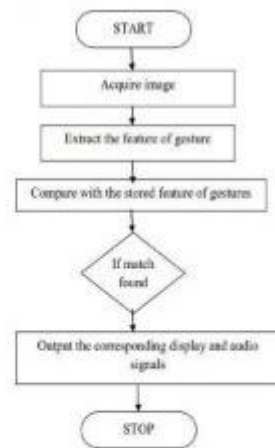 START
Acquire image
Extract the feature of gesture
Compare with the stored feature of gestures
If match
found
Output the corresponding display and audio
signals
STOP